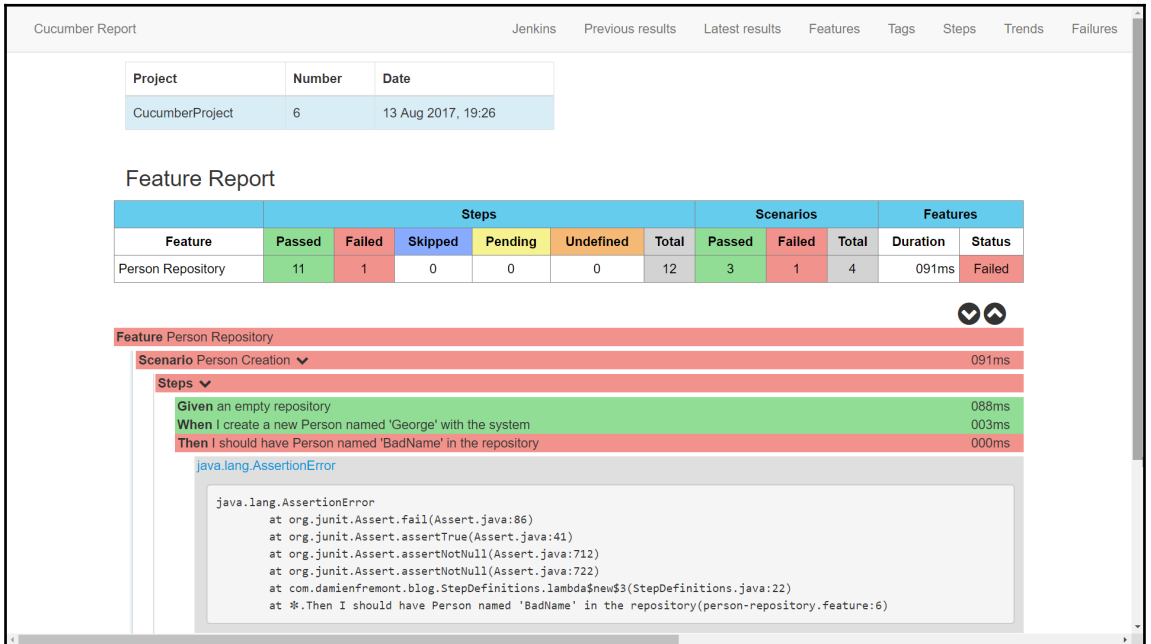 Cucumber Report Jenkins Previous results Latest results Features Tags Steps Trends Failures
Project Number Date
CucumberProject 6 13 Aug 2017, 19:26
Feature Report
Steps Scenarios Features
Feature Passed Failed Skipped Pending Undefined Total Passed Failed Total Duration Status
Person Repository 11 1 0 0 0 12 3 1 4 091ms Failed
Feature Person Repository
Scenario Person Creation 091ms
Steps
Given an empty repository 088ms
When I create a new Person named 'George' with the system 003ms
Then I should have Person named 'BadName' in the repository 000ms
java.lang.AssertionError
java.lang.AssertionError
at org.junit.Assert.fail(Assert.java:86)
at org.junit.Assert.assertTrue(Assert.java:41)
at org.junit.Assert.assertNotNull(Assert.java:712)
at org.junit.Assert.assertNotNull(Assert.java:722)
at com.damienfremont.blog.StepDefinitions.lambda$new$3(StepDefinitions.java:22)
at ✽.Then I should have Person named 'BadName' in the repository(person-repository.feature:6)